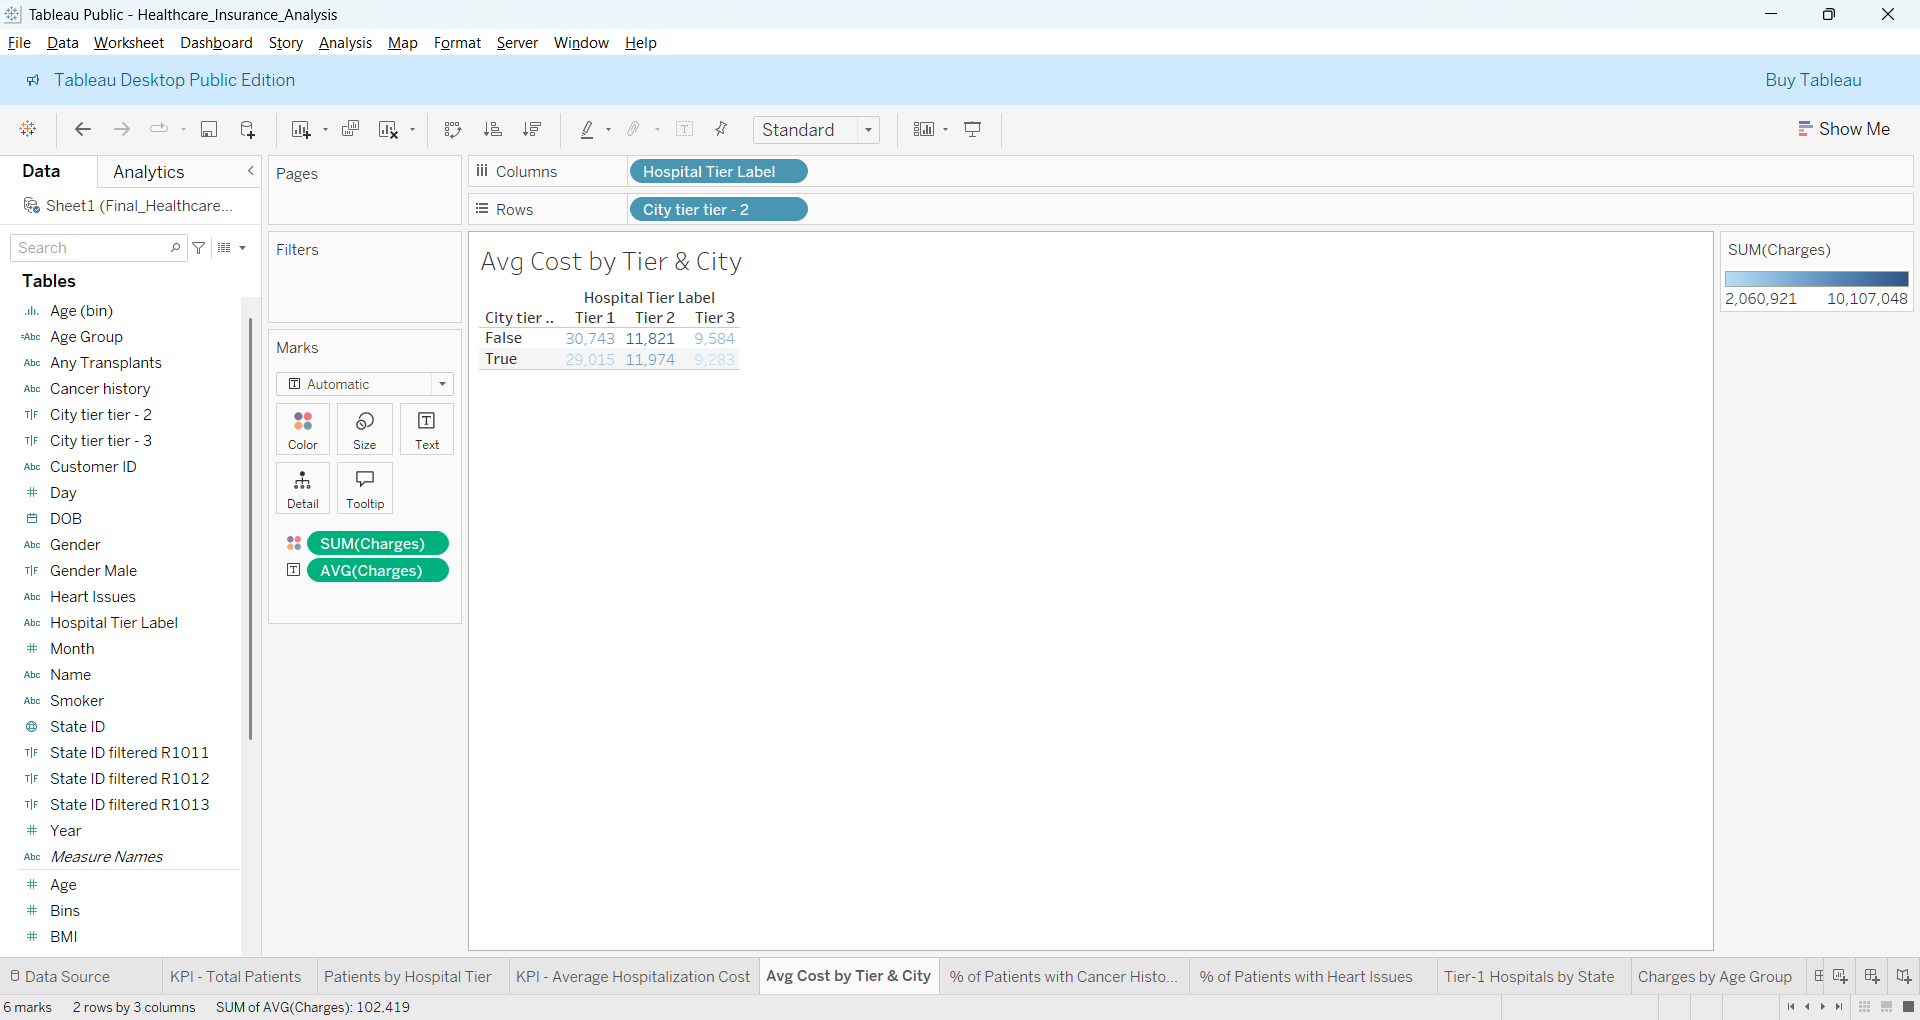 Tableau Public - Healthcare_Insurance_Analysis
File Data Worksheet Dashboard Story Analysis Map Format Server Window Help
Tableau Desktop Public Edition
Buy Tableau
Standard
Show Me
Data
Analytics
Sheet1 (Final_Healthcare...
Search
Tables
Age (bin)
=Abc Age Group
Abc Any Transplants
Abc Cancer history
T|F City tier tier - 2
T|F City tier tier - 3
Abc Customer ID
# Day
DOB
Abc Gender
T|F Gender Male
Abc Heart Issues
Abc Hospital Tier Label
# Month
Abc Name
Abc Smoker
State ID
T|F State ID filtered R1011
T|F State ID filtered R1012
T|F State ID filtered R1013
# Year
Abc Measure Names
# Age
# Bins
# BMI
Pages
Filters
Marks
Automatic
Color Size Text
Detail Tooltip
SUM(Charges)
AVG(Charges)
Columns Hospital Tier Label
Rows City tier tier - 2
Avg Cost by Tier & City
Hospital Tier Label
City tier .. Tier 1 Tier 2 Tier 3
False 30,743 11,821 9,584
True 29,015 11,974 9,283
SUM(Charges)
2,060,921 10,107,048
Data Source KPI - Total Patients Patients by Hospital Tier KPI - Average Hospitalization Cost Avg Cost by Tier & City % of Patients with Cancer Histo... % of Patients with Heart Issues Tier-1 Hospitals by State Charges by Age Group
6 marks 2 rows by 3 columns SUM of AVG(Charges): 102,419